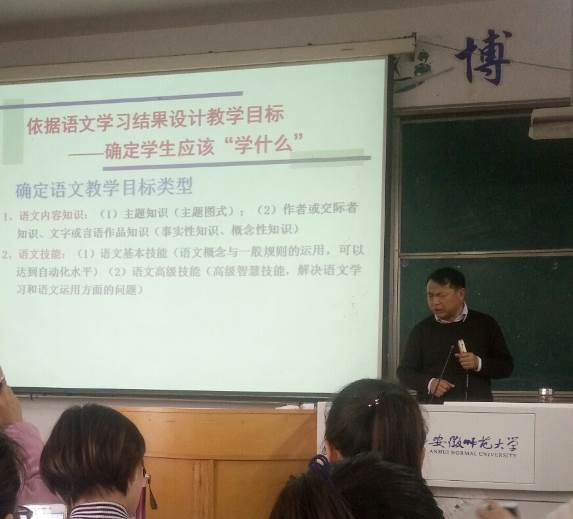 博
依据语文学习结果设计教学目标
——确定学生应该“学什么”
确定语文教学目标类型
1、语文内容知识：（1）主题知识（主题图式）；（2）作者或交际者
知识、文字或言语作品知识（事实性知识、概念性知识）
2、语文技能：（1）语文基本技能（语文概念与一般规则的运用，可以
达到自动化水平）（2）语文高级技能（高级智慧技能，解决语文学
习和语文运用方面的问题）
安徽师范大学
ANHUI NORMAL UNIVERSITY